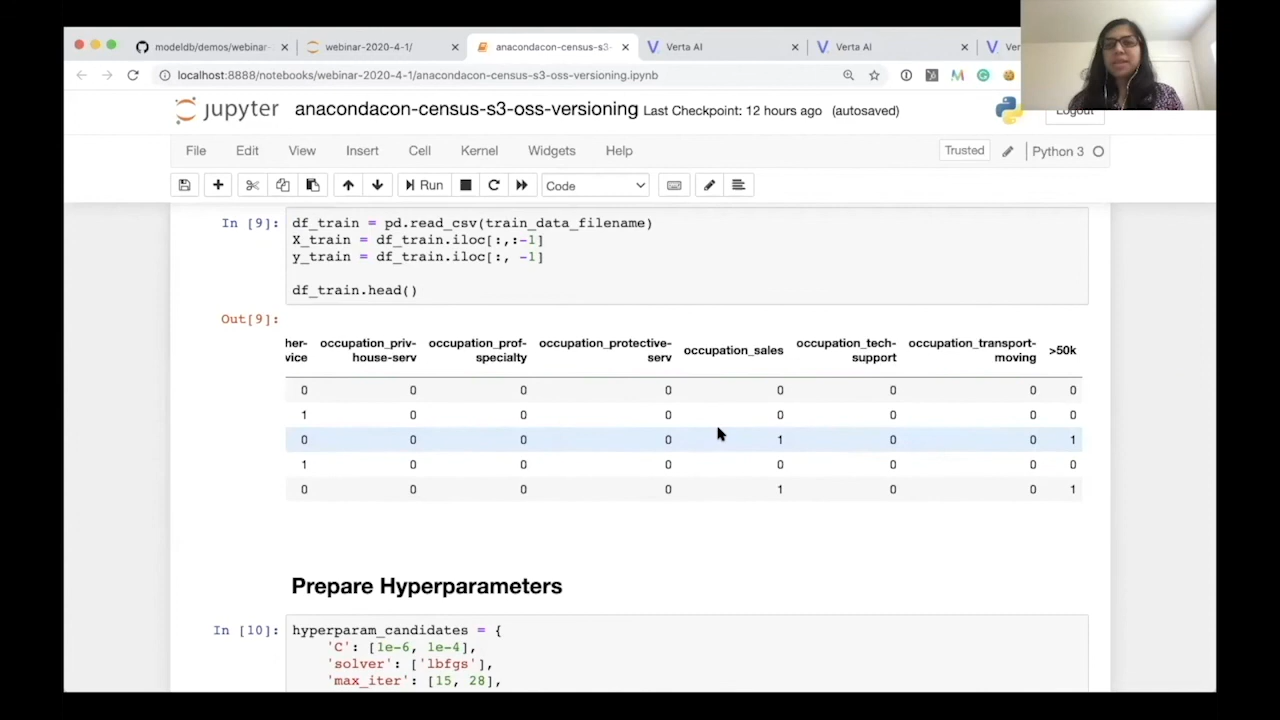 modeldb/demos/webinar-
webinar-2020-4-1/
anacondacon-census-s3-
Verta AI
Verta AI
Ver
localhost:8888/notebooks/webinar-2020-4-1/anacondacon-census-s3-oss-versioning.ipynb
jupyter anacondacon-census-s3-oss-versioning Last Checkpoint: 12 hours ago (autosaved)
Logout
File Edit View Insert Cell Kernel Widgets Help Trusted Python 3
Run Code
In [9]: df_train = pd.read_csv(train_data_filename)
X_train = df_train.iloc[:,:-1]
y_train = df_train.iloc[:, -1]
df_train.head()
Out[9]:
her- occupation_priv- occupation_prof- occupation_protective- occupation_sales occupation_tech- occupation_transport- >50k
vice house-serv specialty serv support moving
0 0 0 0 0 0 0 0
1 0 0 0 0 0 0 0
0 0 0 0 1 0 0 1
1 0 0 0 0 0 0 0
0 0 0 0 1 0 0 1
Prepare Hyperparameters
In [10]: hyperparam_candidates = {
'C': [1e-6, 1e-4],
'solver': ['lbfgs'],
'max_iter': [15, 28],